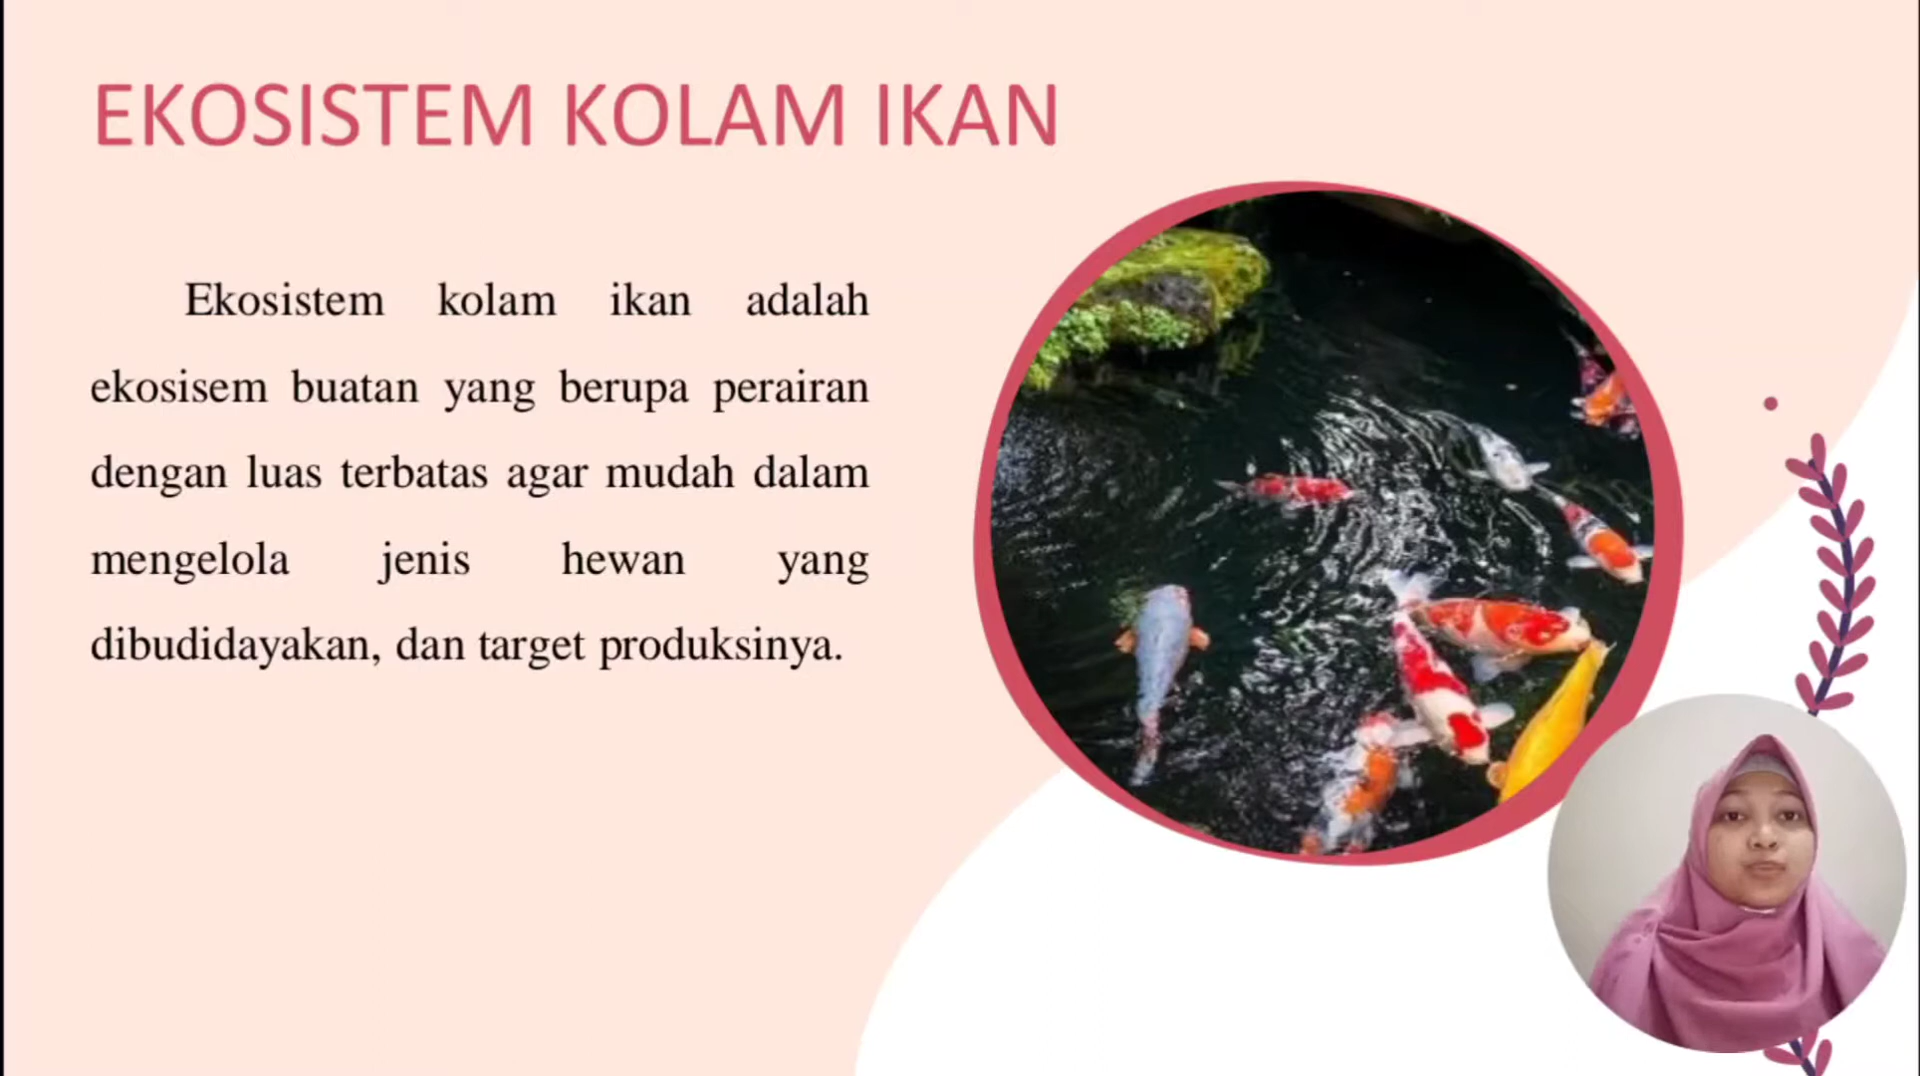 EKOSISTEM KOLAM IKAN
Ekosistem kolam ikan adalah
ekosisem buatan yang berupa perairan
dengan luas terbatas agar mudah dalam
mengelola jenis hewan yang
dibudidayakan, dan target produksinya.